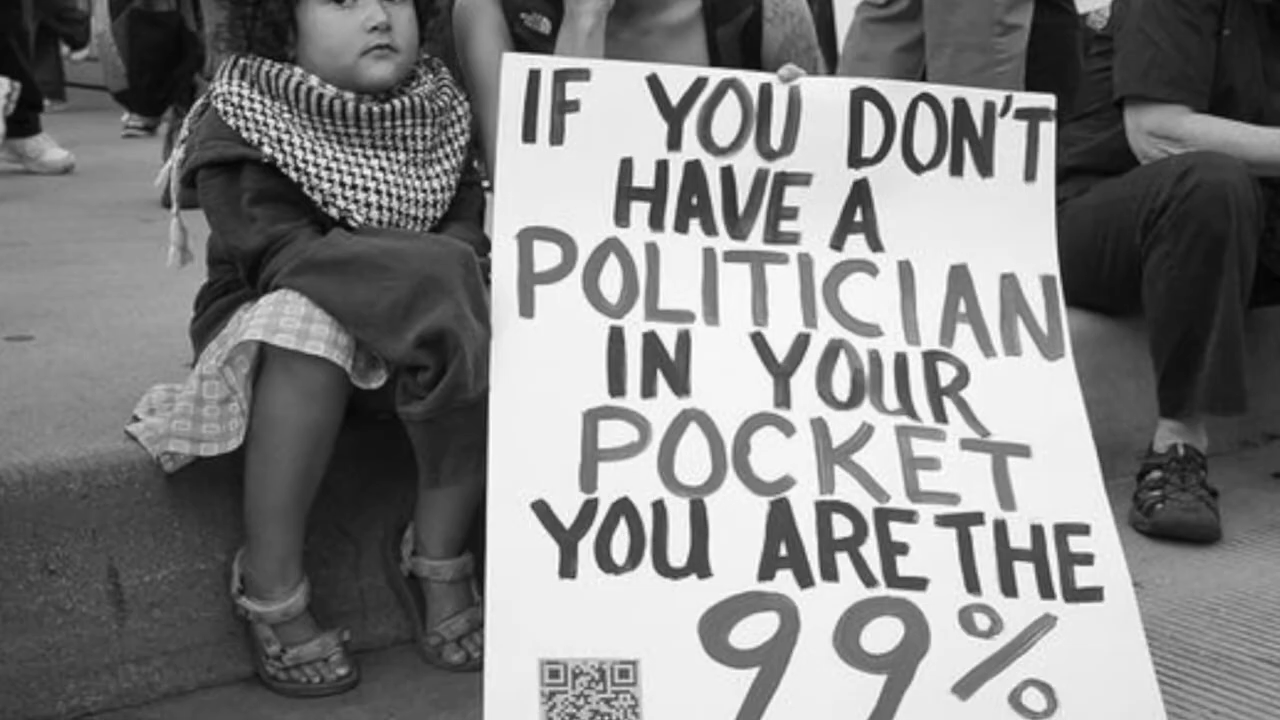 IF YOU DON'T
HAVE A
POLITICIAN
IN YOUR
POCKET
YOU ARE THE
99%